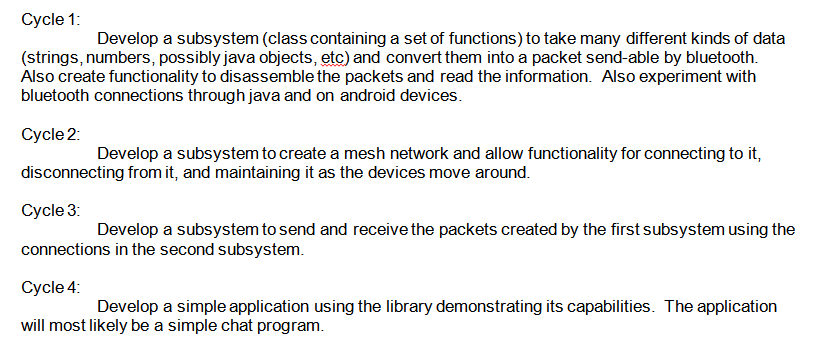 Cycle 1:
Develop a subsystem (class containing a set of functions) to take many different kinds of data
(strings, numbers, possibly java objects, etc) and convert them into a packet send-able by bluetooth.
Also create functionality to disassemble the packets and read the information.  Also experiment with
bluetooth connections through java and on android devices.
Cycle 2:
Develop a subsystem to create a mesh network and allow functionality for connecting to it,
disconnecting from it, and maintaining it as the devices move around.
Cycle 3:
Develop a subsystem to send and receive the packets created by the first subsystem using the
connections in the second subsystem.
Cycle 4:
Develop a simple application using the library demonstrating its capabilities.  The application
will most likely be a simple chat program.